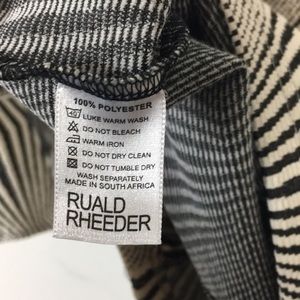 100% POLYESTER
LUKE WARM WASH
DO NOT BLEACH
WARM IRON
DO NOT DRY CLEAN
DO NOT TUMBLE DRY
WASH SEPARATELY
MADE IN SOUTH AFRICA
RUALD
RHEEDER